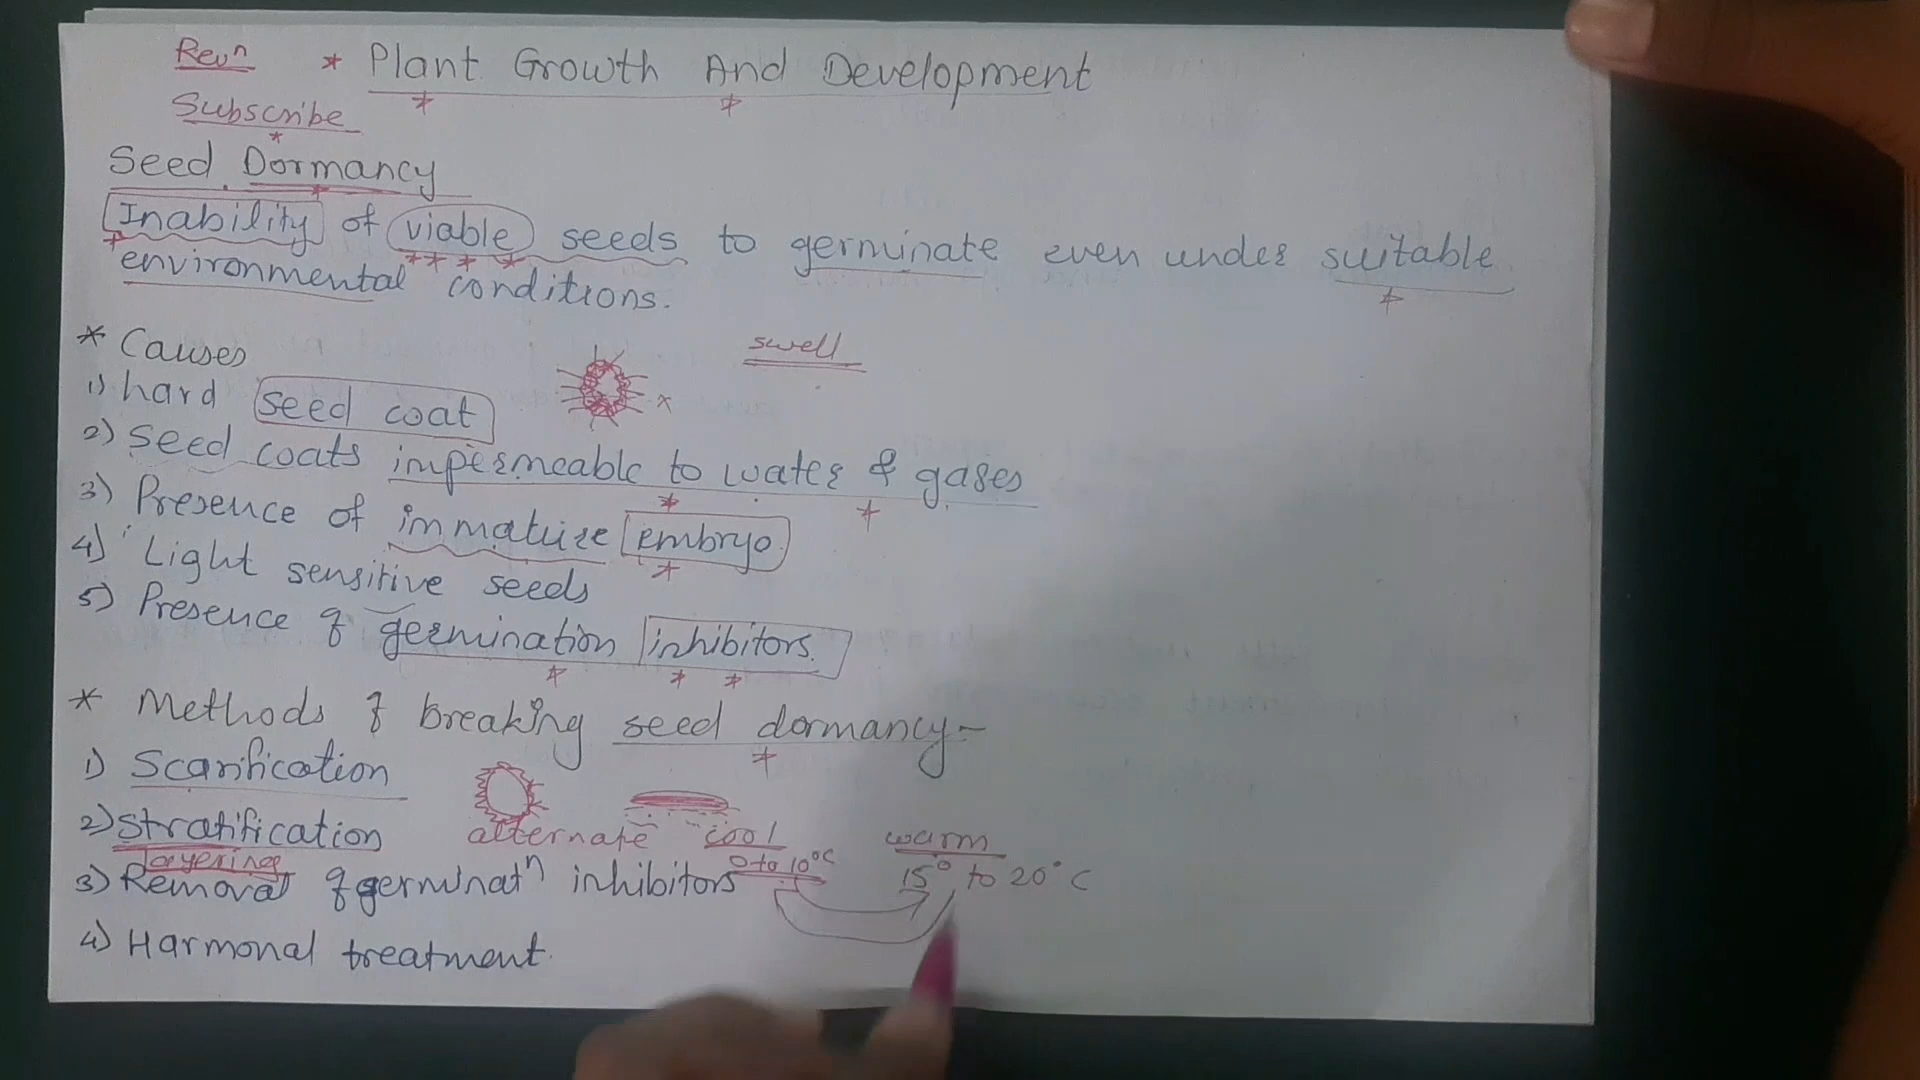 Revn * Plant Growth And Development
Subscribe
Seed Dormancy
Inability of viable seeds to germinate even under suitable
environmental conditions.
* Causes
swell
1) hard seed coat
2) Seed coats impermeable to water & gases
3) Presence of immature embryo
4) Light sensitive seeds
5) Presence of germination inhibitors.
* Methods of breaking seed dormancy-
1) Scarification
2) Stratification alternate cool warm
layering 0 to 10°C 15° to 20°C
3) Removal of germinatn inhibitors
4) Harmonal treatment.